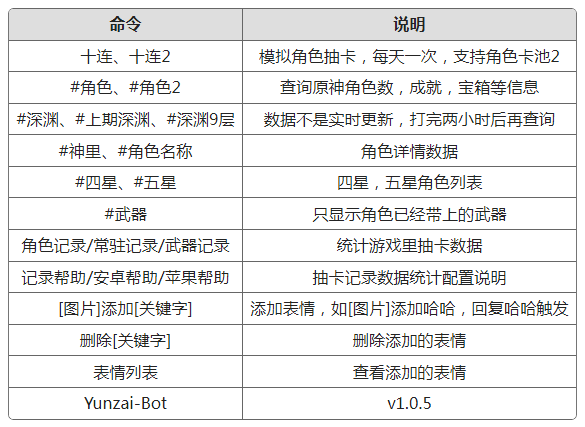 命令 说明
十连、十连2 模拟角色抽卡，每天一次，支持角色卡池2
#角色、#角色2 查询原神角色数，成就，宝箱等信息
#深渊、#上期深渊、#深渊9层 数据不是实时更新，打完两小时后再查询
#神里、#角色名称 角色详情数据
#四星、#五星 四星，五星角色列表
#武器 只显示角色已经带上的武器
角色记录/常驻记录/武器记录 统计游戏里抽卡数据
记录帮助/安卓帮助/苹果帮助 抽卡记录数据统计配置说明
[图片]添加[关键字] 添加表情，如[图片]添加哈哈，回复哈哈触发
删除[关键字] 删除添加的表情
表情列表 查看添加的表情
Yunzai-Bot v1.0.5